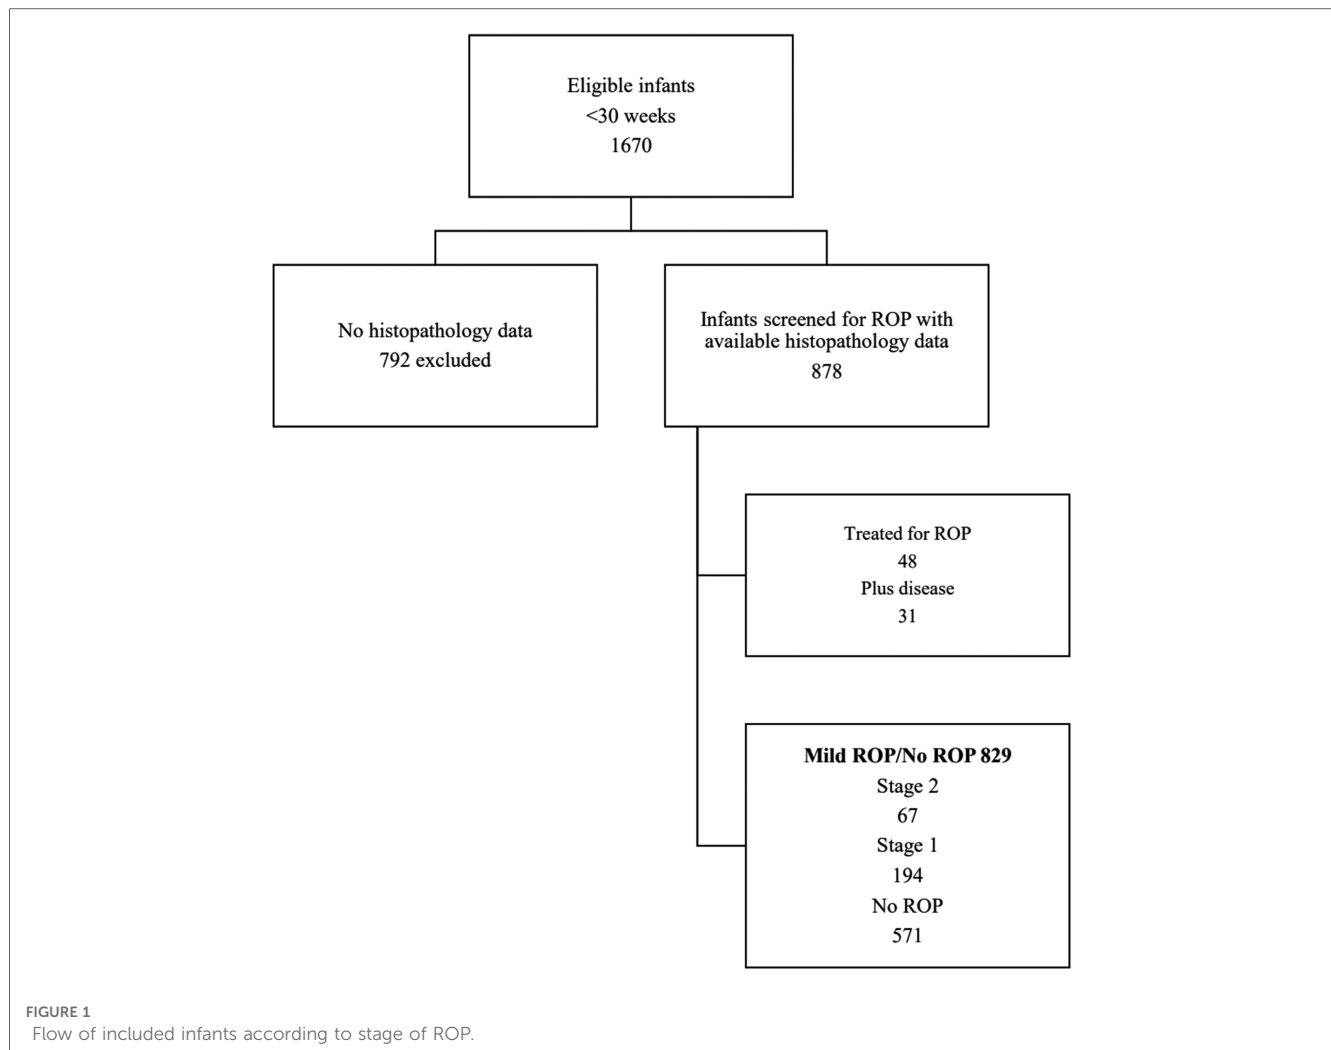 Eligible infants
<30 weeks
1670
No histopathology data
792 excluded
Infants screened for ROP with
available histopathology data
878
Treated for ROP
48
Plus disease
31
Mild ROP/No ROP 829
Stage 2
67
Stage 1
194
No ROP
571
FIGURE 1
Flow of included infants according to stage of ROP.